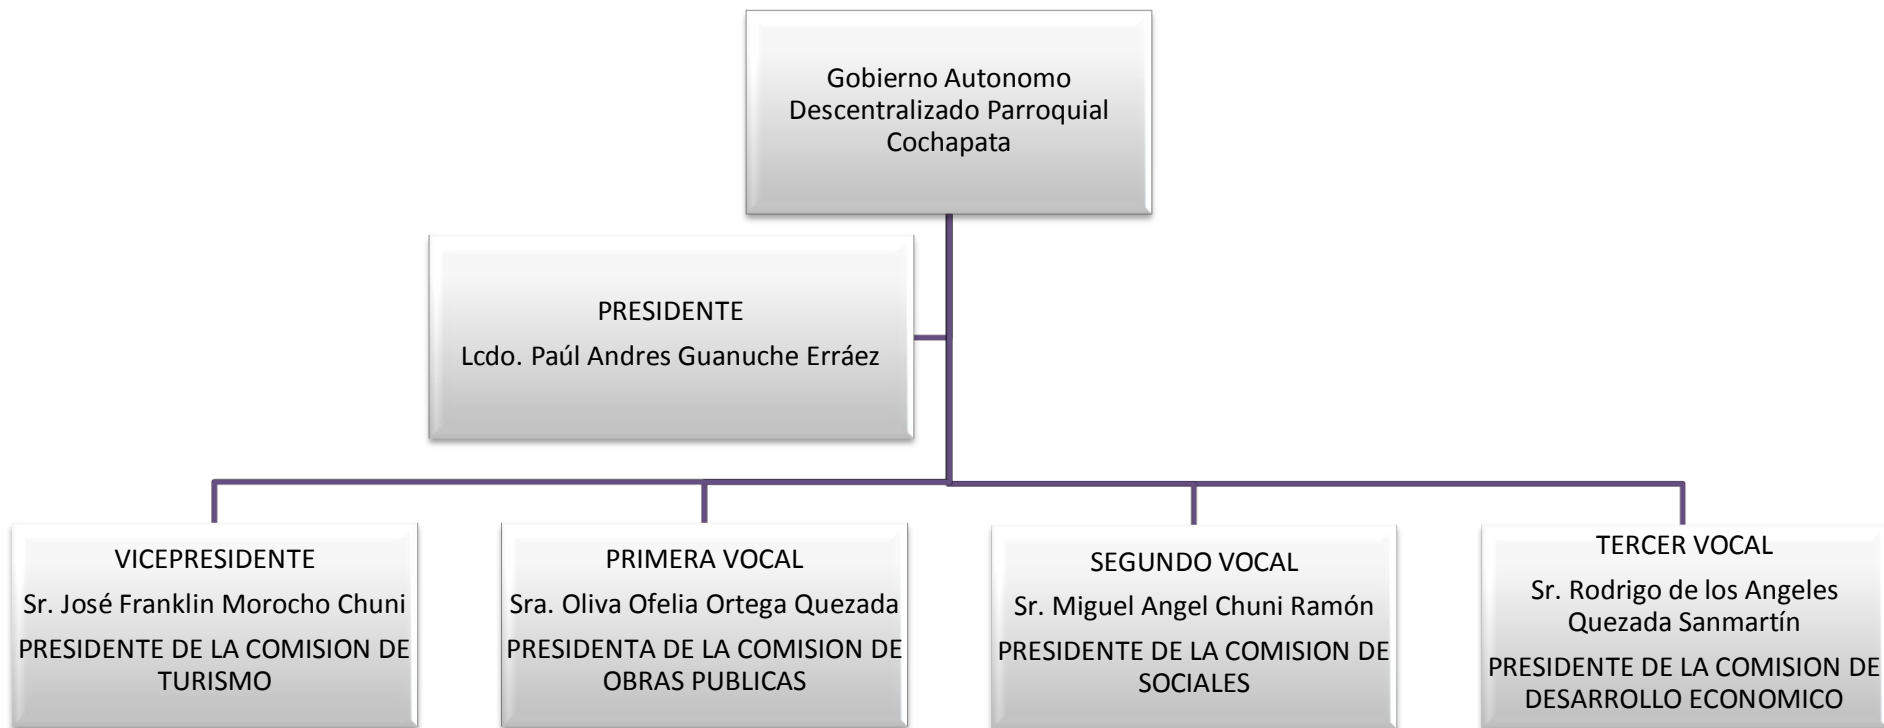 Gobierno Autonomo
Descentralizado Parroquial
Cochapata
PRESIDENTE
Lcdo. Paúl Andres Guanuche Erráez
VICEPRESIDENTE
Sr. José Franklin Morocho Chuni
PRESIDENTE DE LA COMISION DE
TURISMO
PRIMERA VOCAL
Sra. Oliva Ofelia Ortega Quezada
PRESIDENTA DE LA COMISION DE
OBRAS PUBLICAS
SEGUNDO VOCAL
Sr. Miguel Angel Chuni Ramón
PRESIDENTE DE LA COMISION DE
SOCIALES
TERCER VOCAL
Sr. Rodrigo de los Angeles
Quezada Sanmartín
PRESIDENTE DE LA COMISION DE
DESARROLLO ECONOMICO